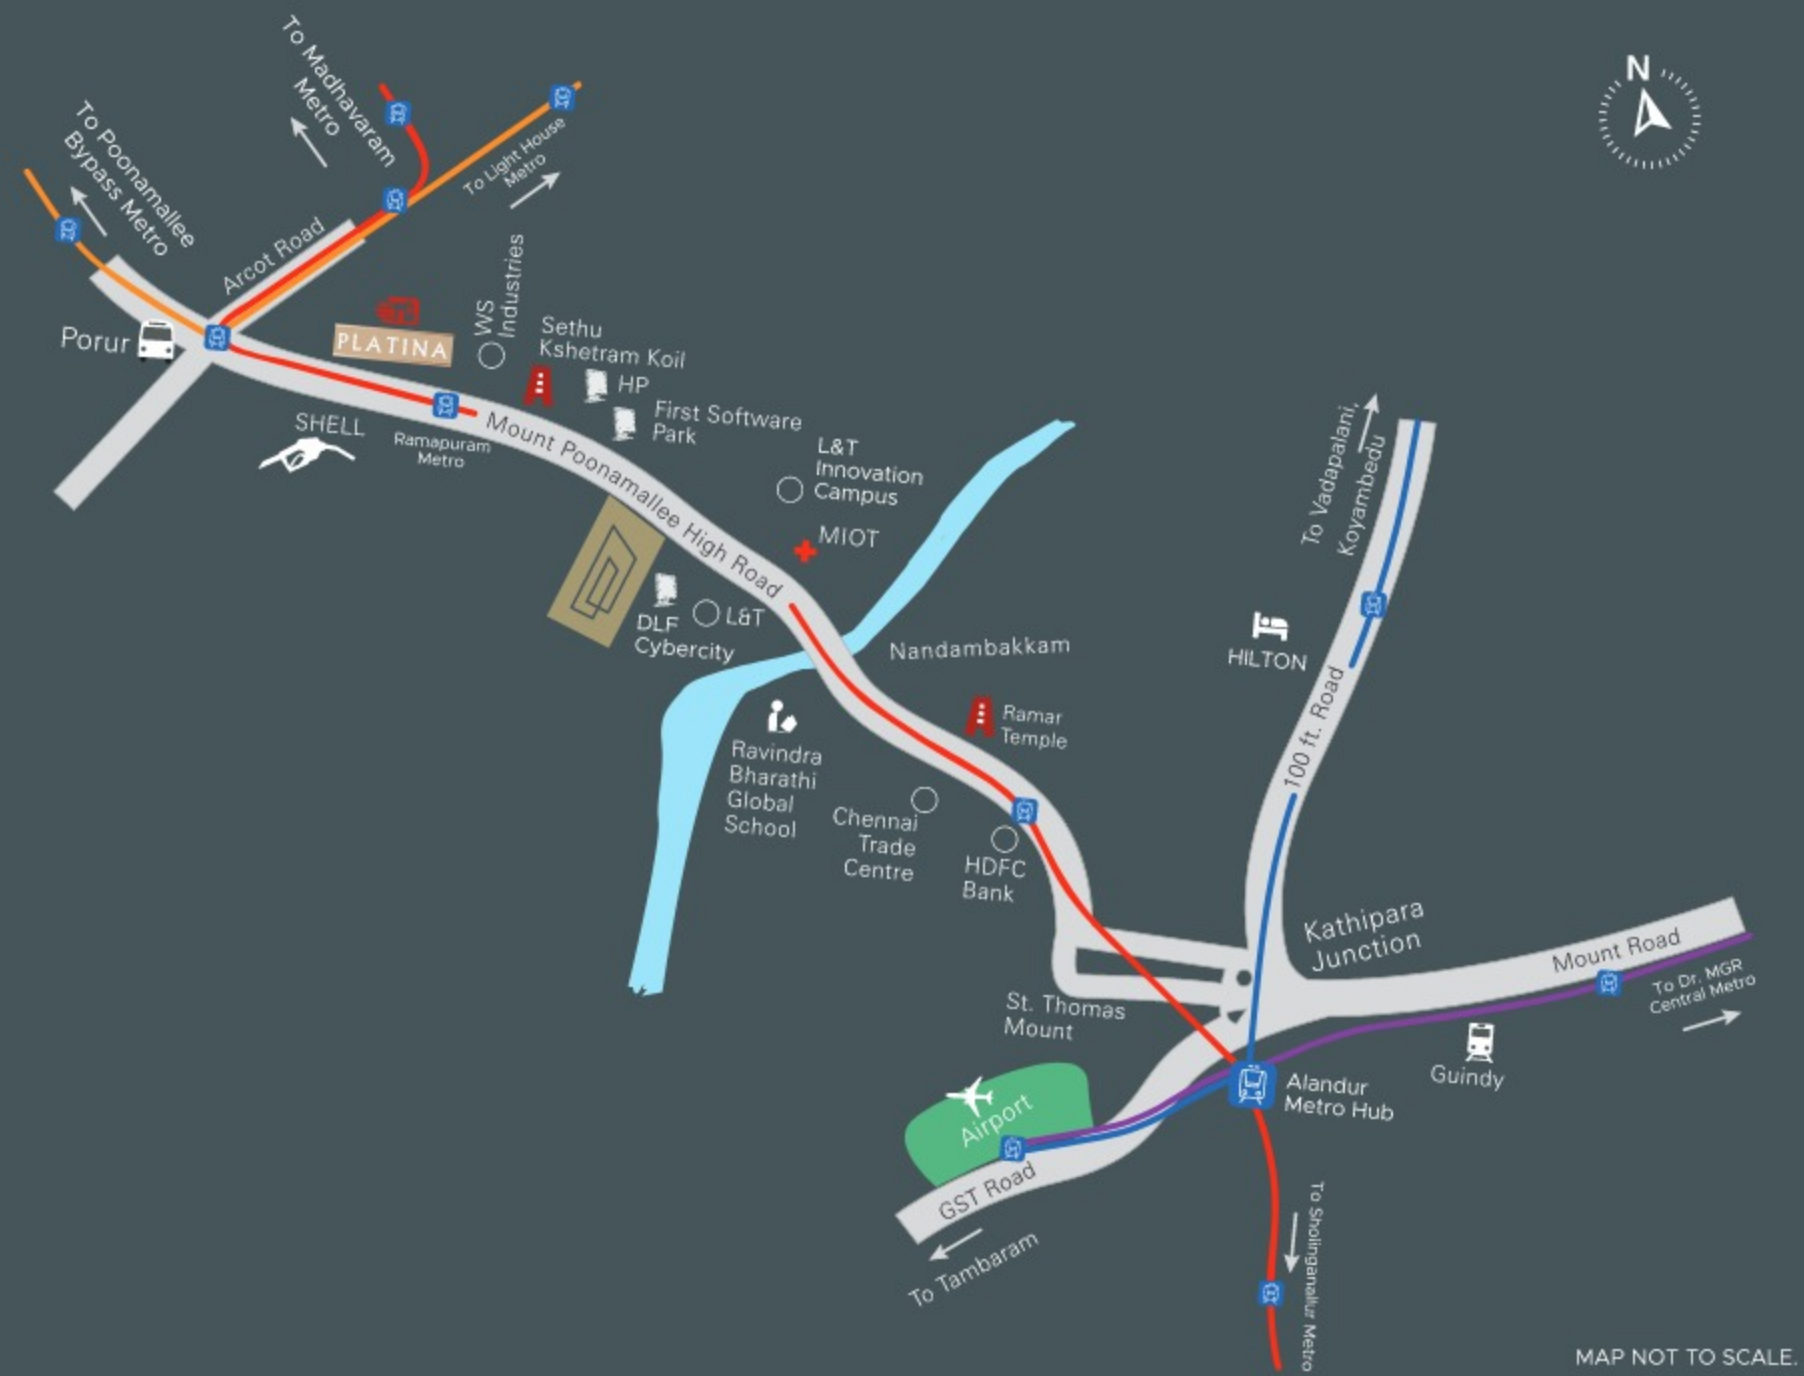 To Madhavaram
Metro
N
To Poonamallee
Bypass Metro
To Light House
Metro
Arcot Road
WS
Industries
Porur
PLATINA
Sethu
Kshetram Koil
HP
First Software
Park
SHELL
Ramapuram
Metro
Mount Poonamallee High Road
L&T
Innovation
Campus
MIOT
To Vadapalani,
Koyambedu
DLF
Cybercity
L&T
Nandambakkam
HILTON
100 ft. Road
Ramar
Temple
Ravindra
Bharathi
Global
School
Chennai
Trade
Centre
HDFC
Bank
Kathipara
Junction
Mount Road
To Dr. MGR
Central Metro
St. Thomas
Mount
Guindy
Alandur
Metro Hub
Airport
GST Road
To Tambaram
To Sholinganallur Metro
MAP NOT TO SCALE.